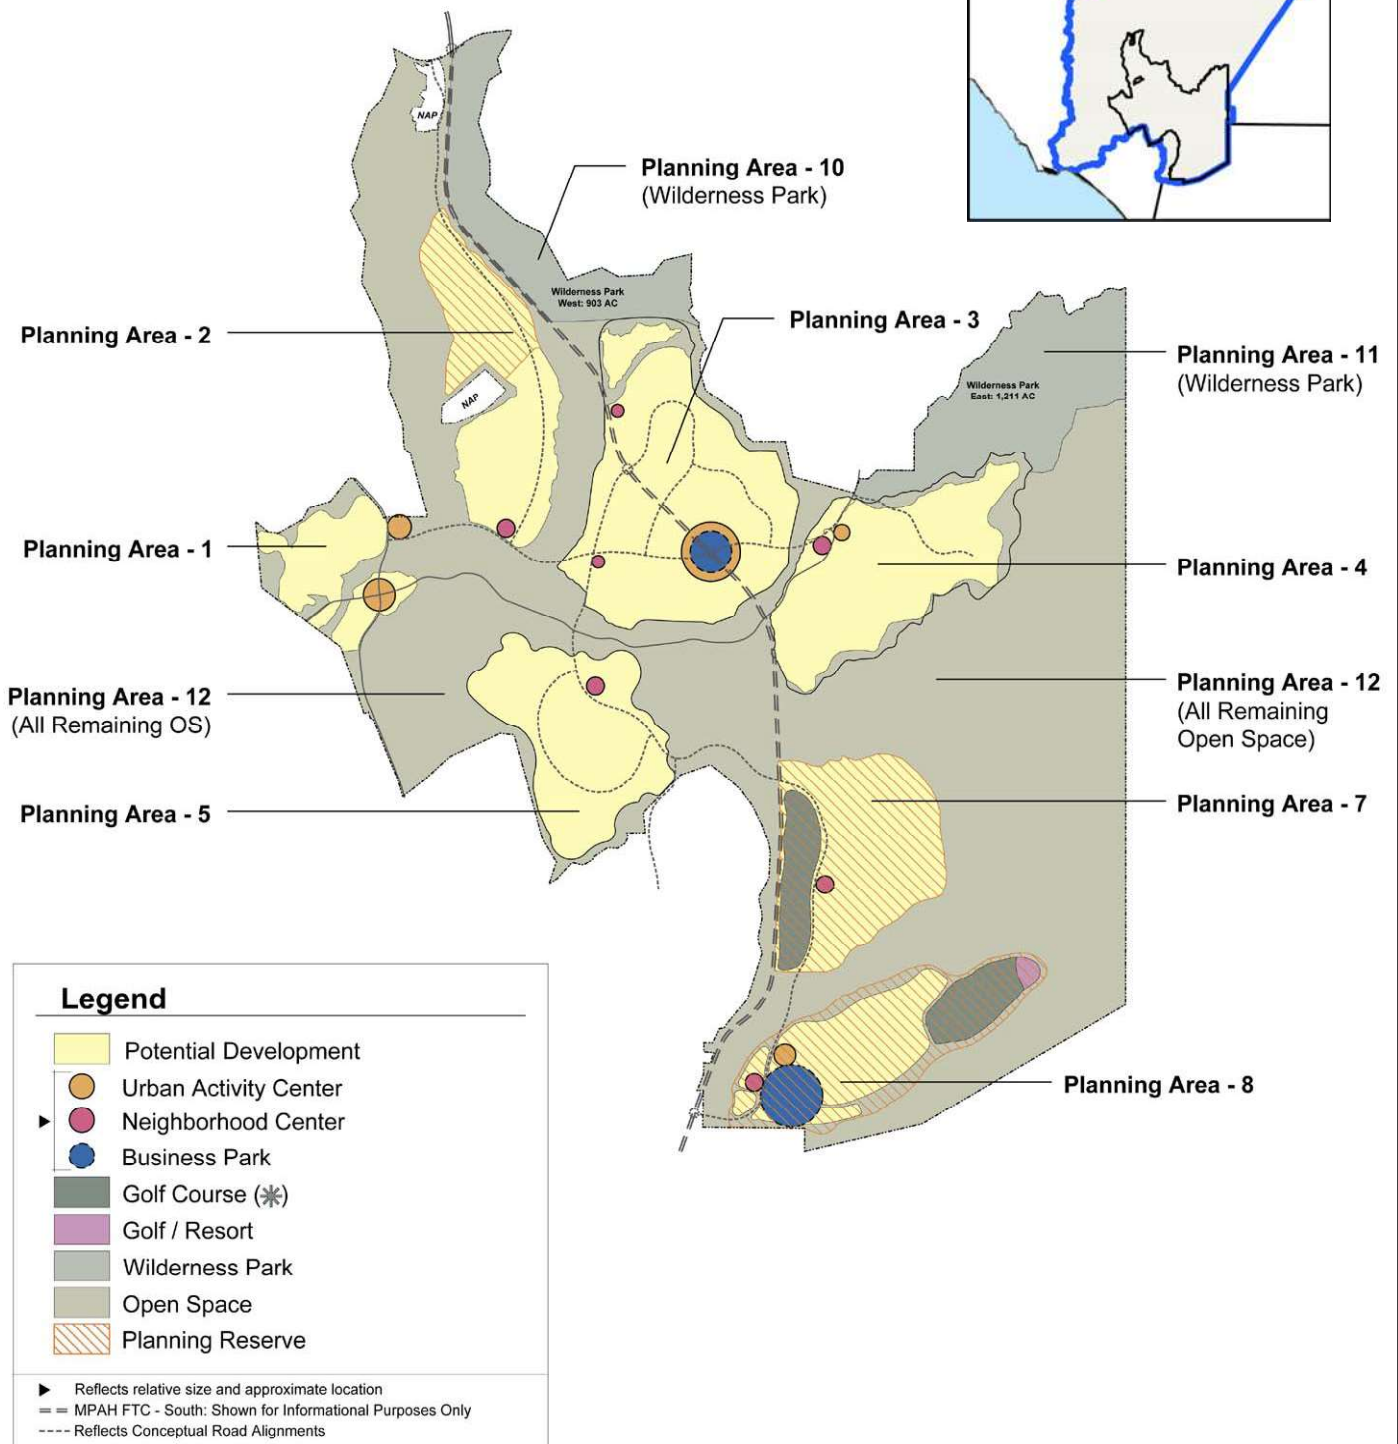 NAP
Planning Area - 10
(Wilderness Park)
Wilderness Park
West: 903 AC
Planning Area - 3
Planning Area - 2
Planning Area - 11
(Wilderness Park)
Wilderness Park
East: 1,211 AC
NAP
Planning Area - 1
Planning Area - 4
Planning Area - 12
(All Remaining OS)
Planning Area - 12
(All Remaining
Open Space)
Planning Area - 5
Planning Area - 7
Planning Area - 8
Legend
Potential Development
Urban Activity Center
Neighborhood Center
Business Park
Golf Course (✳)
Golf / Resort
Wilderness Park
Open Space
Planning Reserve
Reflects relative size and approximate location
MPAH FTC - South: Shown for Informational Purposes Only
Reflects Conceptual Road Alignments